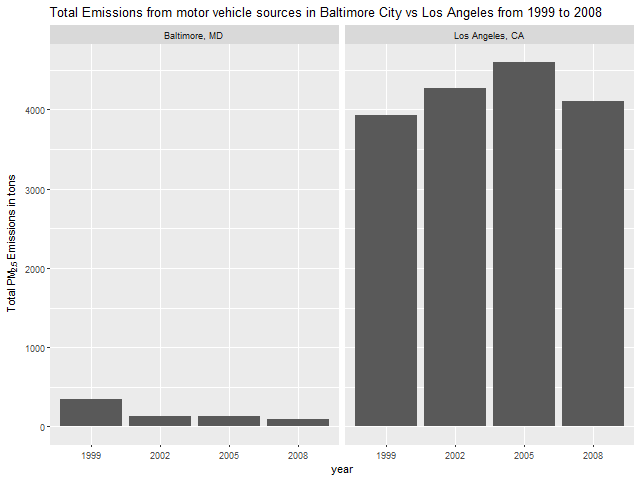 Total Emissions from motor vehicle sources in Baltimore City vs Los Angeles from 1999 to 2008
Baltimore, MD
Los Angeles, CA
Total PM2.5 Emissions in tons
4000
3000
2000
1000
0
1999
2002
2005
2008
1999
2002
2005
2008
year